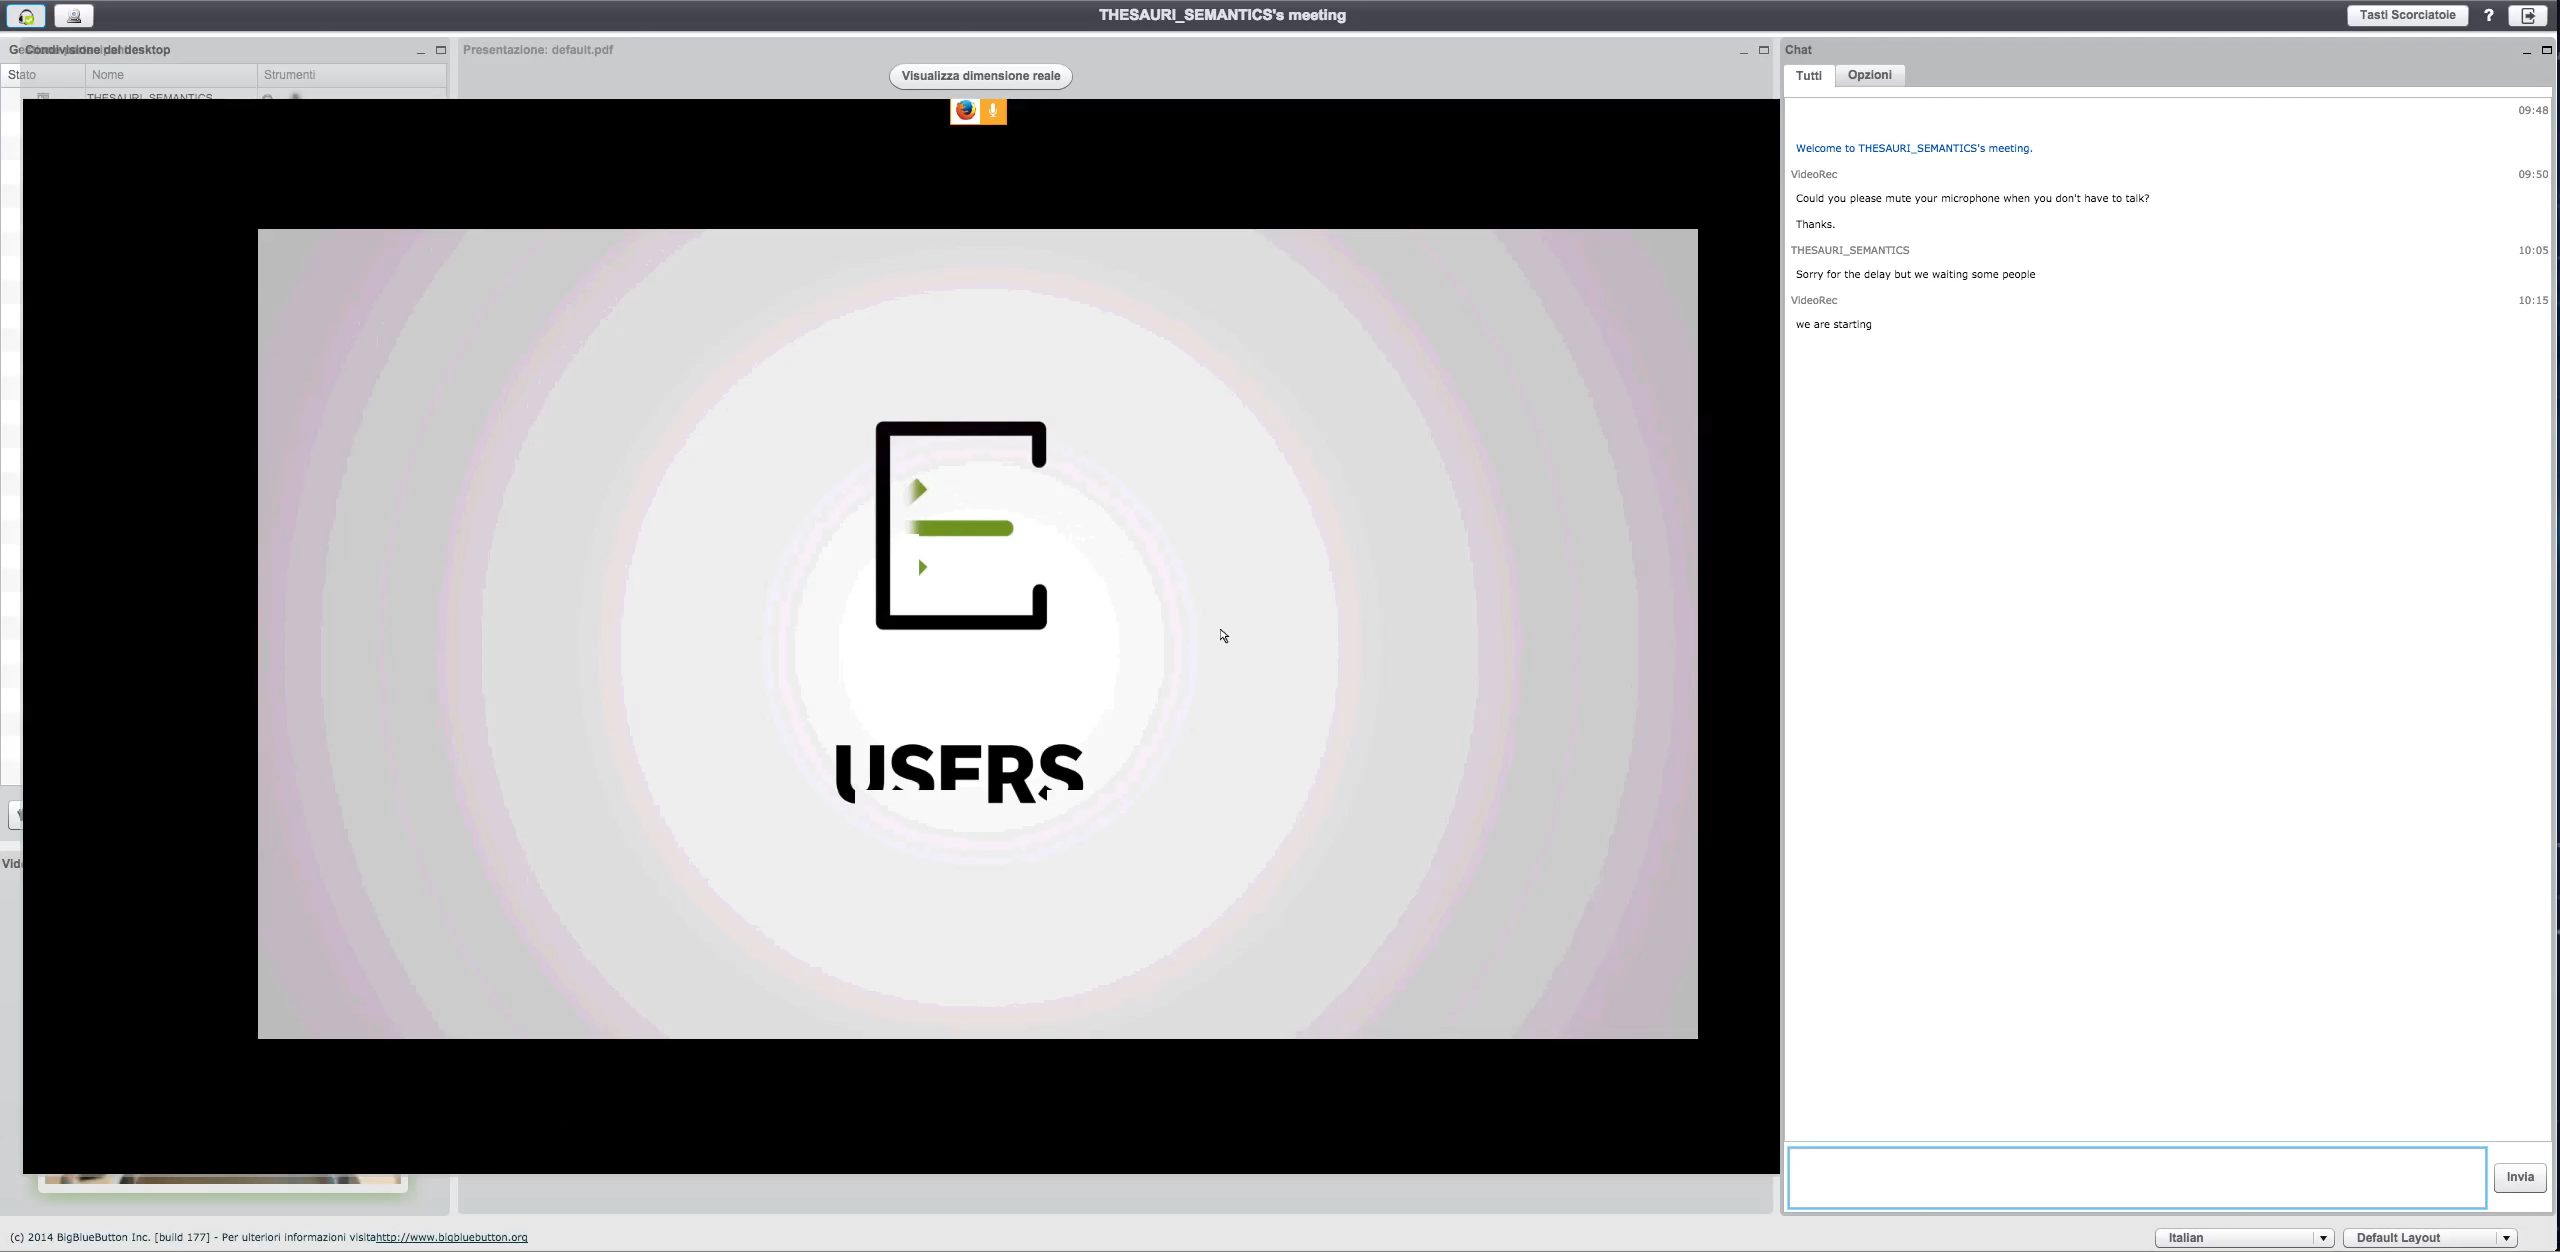 THESAURI_SEMANTICS's meeting
Tasti Scorciatoie
?
Condivisione del desktop
Presentazione: default.pdf
Chat
Stato
Nome
Strumenti
Visualizza dimensione reale
Tutti
Opzioni
THESAURI_SEMANTICS
09:48
Welcome to THESAURI_SEMANTICS's meeting.
VideoRec
09:50
Could you please mute your microphone when you don't have to talk?
Thanks.
THESAURI_SEMANTICS
10:05
Sorry for the delay but we waiting some people
VideoRec
10:15
we are starting
USERS
Invia
(c) 2014 BigBlueButton Inc. [build 177] - Per ulteriori informazioni visitahttp://www.bigbluebutton.org
Italian
Default Layout